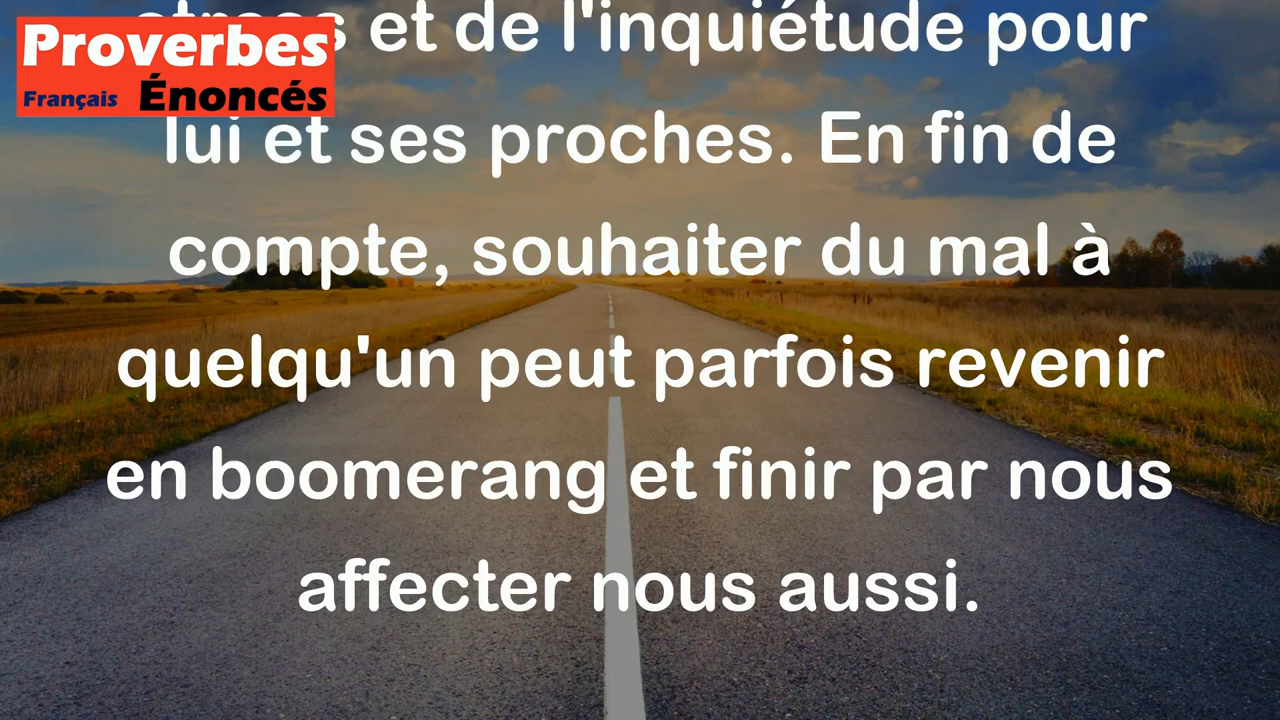 Proverbes
Français Énoncés
stress et de l'inquiétude pour
lui et ses proches. En fin de
compte, souhaiter du mal à
quelqu'un peut parfois revenir
en boomerang et finir par nous
affecter nous aussi.